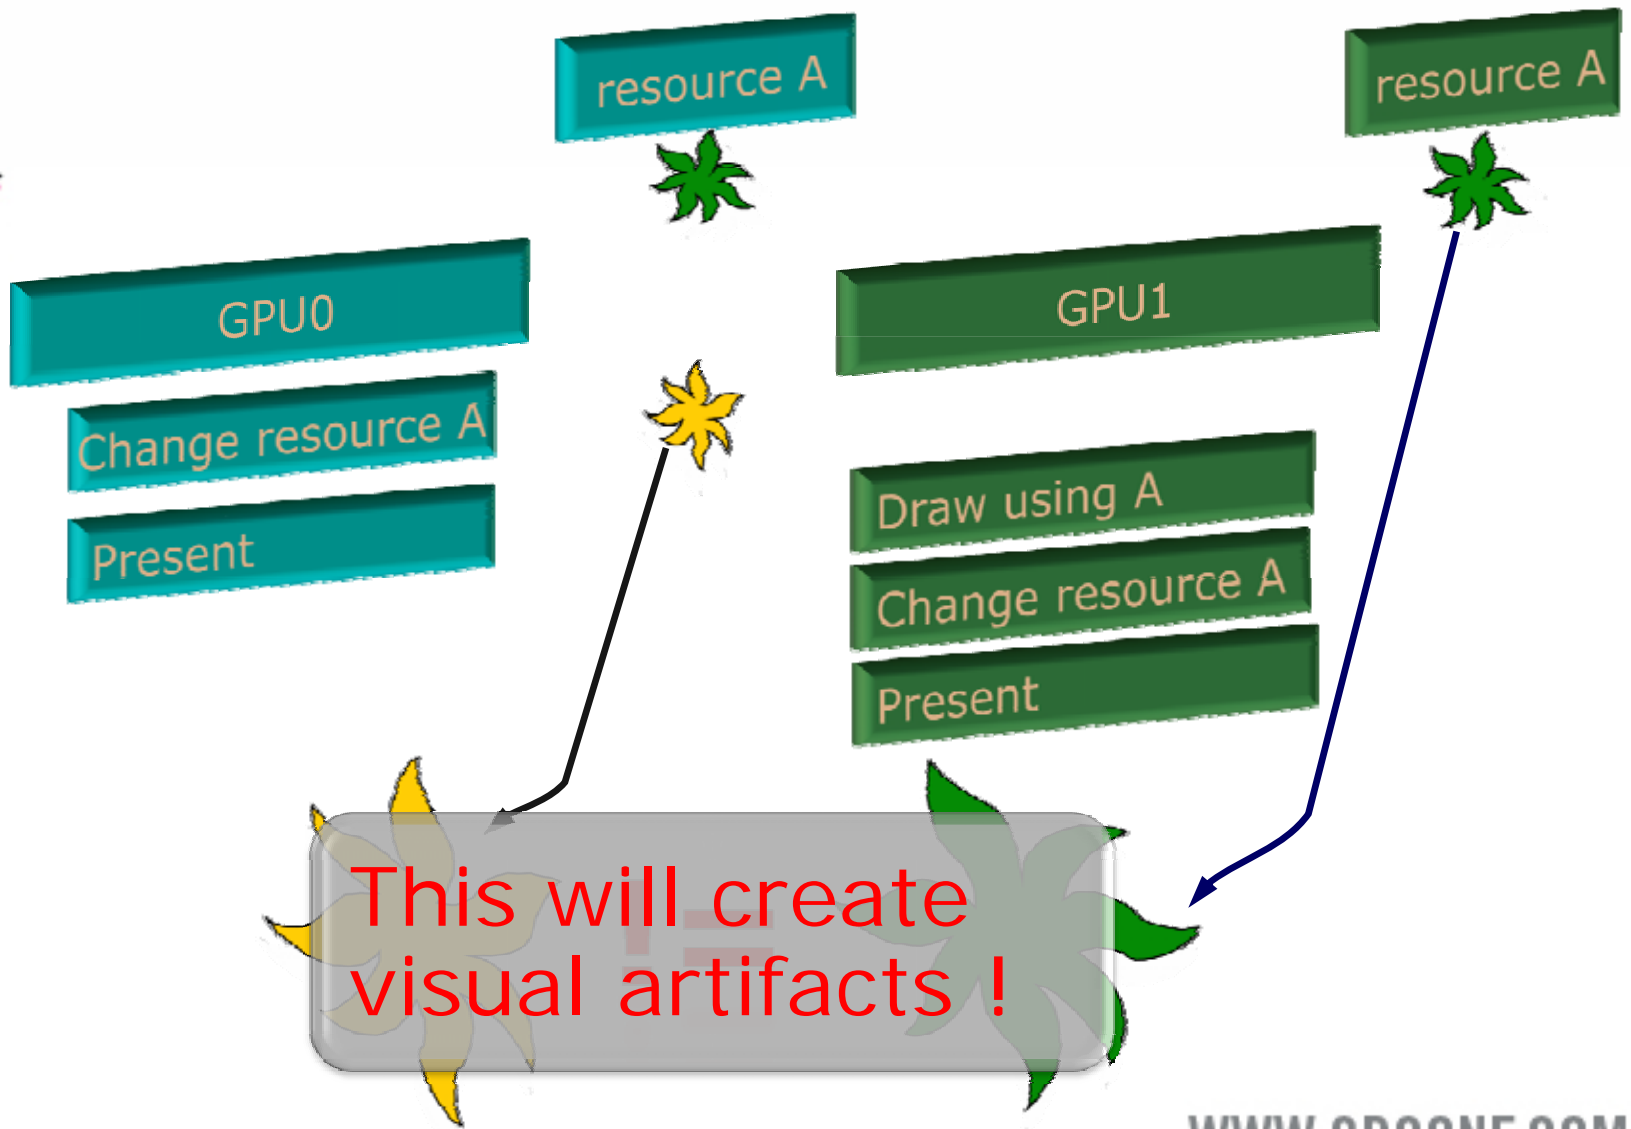 resource A
resource A
GPU0
GPU1
Change resource A
Present
Draw using A
Change resource A
Present
!=
This will create
visual artifacts !